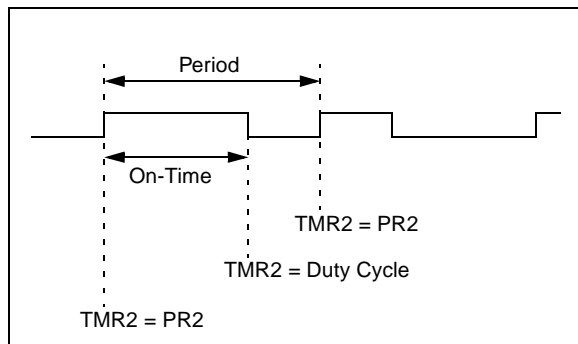 Period
On-Time
TMR2 = PR2
TMR2 = Duty Cycle
TMR2 = PR2